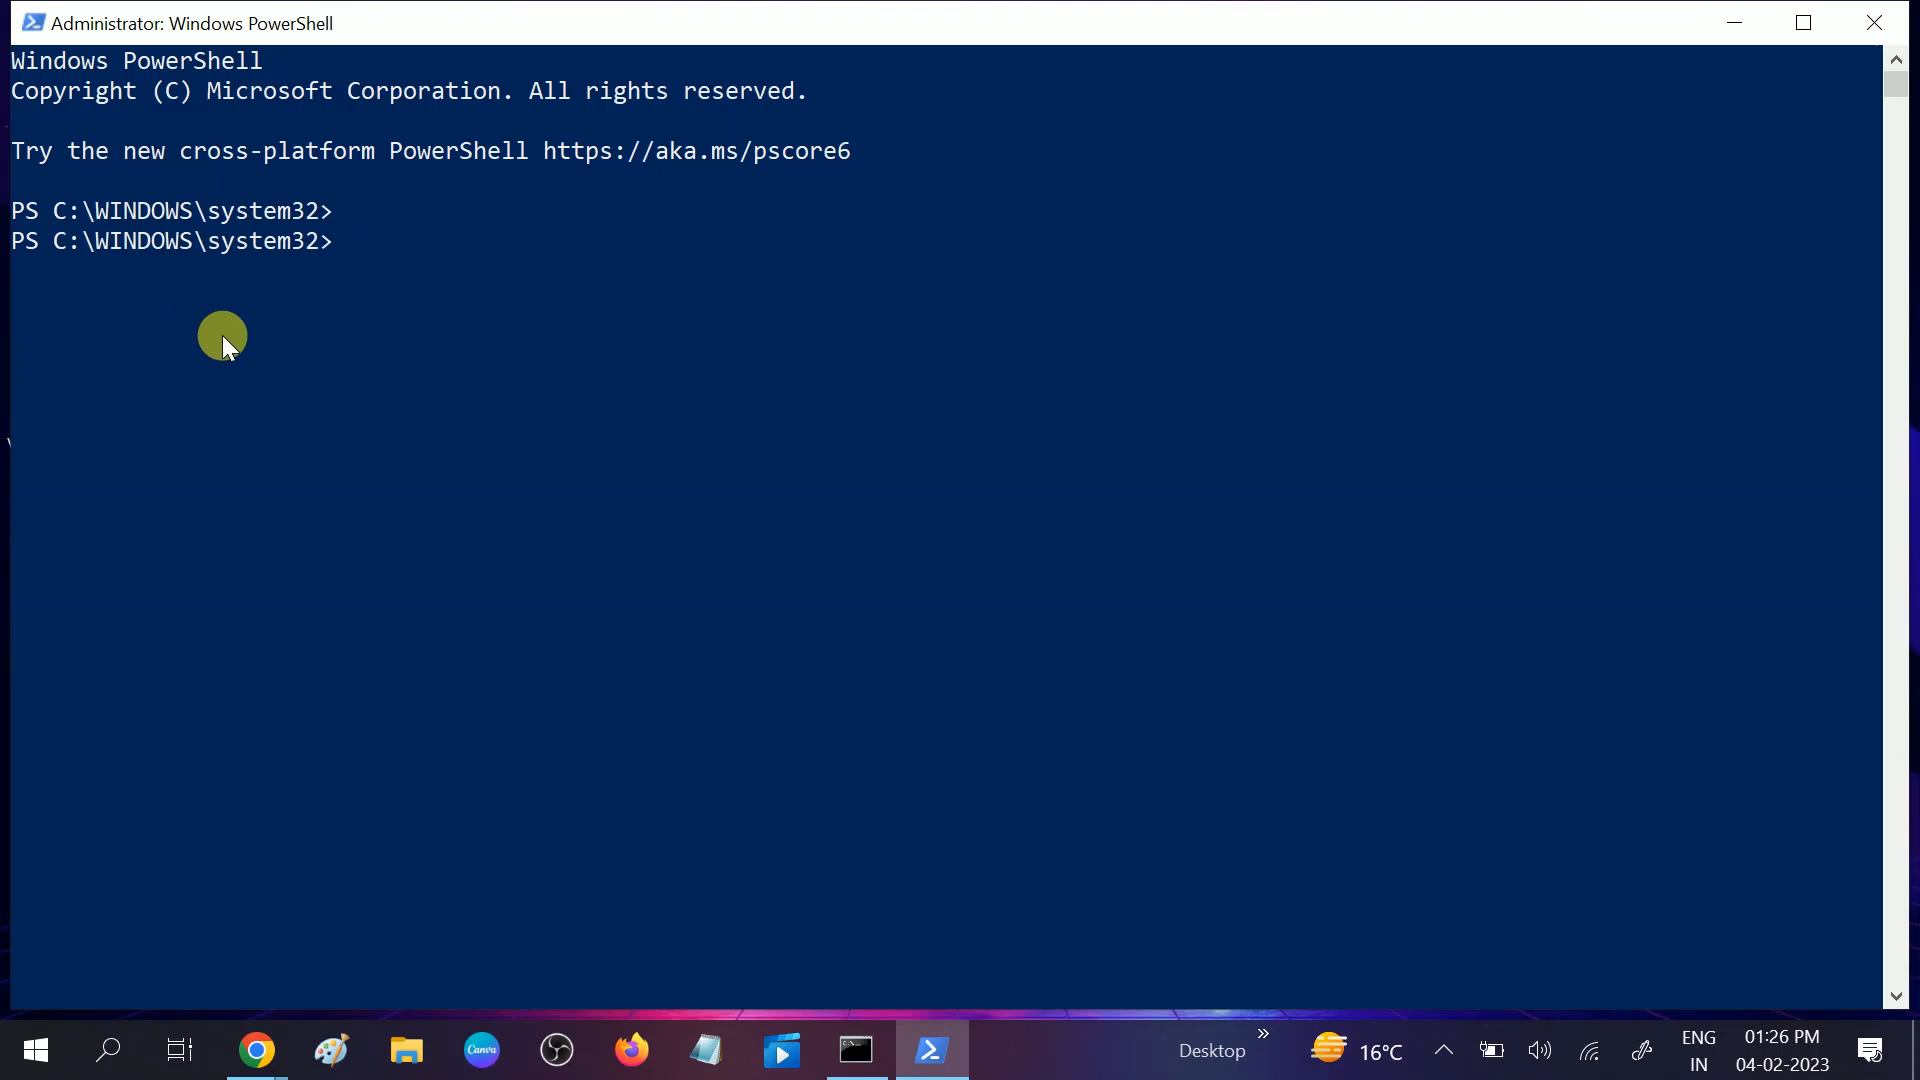 Administrator: Windows PowerShell
Windows PowerShell
Copyright (C) Microsoft Corporation. All rights reserved.
Try the new cross-platform PowerShell https://aka.ms/pscore6
PS C:\WINDOWS\system32>
PS C:\WINDOWS\system32>
Canva
Desktop
16°C
ENG
IN
01:26 PM
04-02-2023